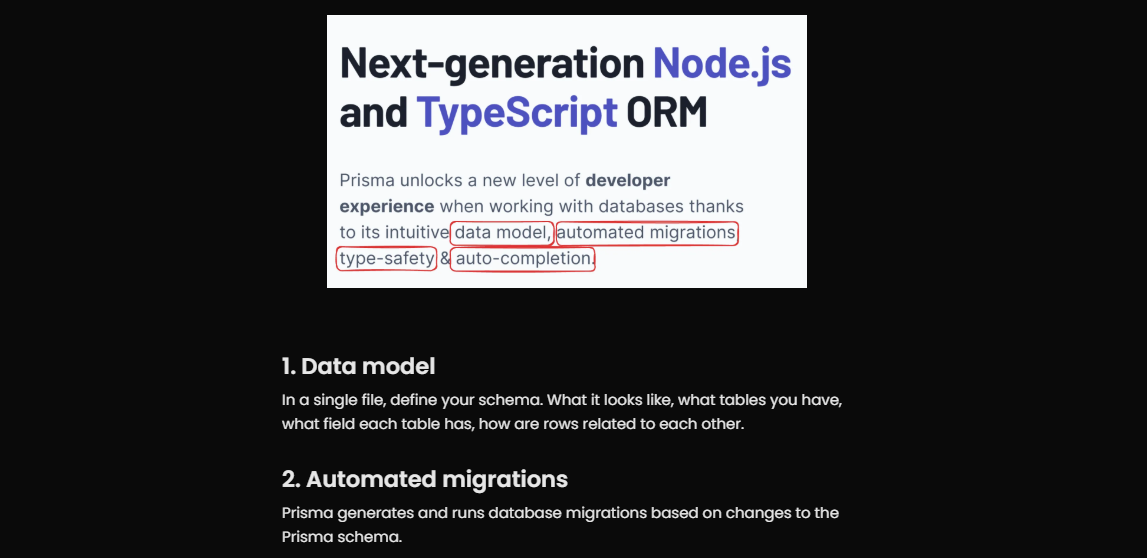 Next-generation Node.js
and TypeScript ORM
Prisma unlocks a new level of developer
experience when working with databases thanks
to its intuitive data model, automated migrations
type-safety & auto-completion.
1. Data model
In a single file, define your schema. What it looks like, what tables you have,
what field each table has, how are rows related to each other.
2. Automated migrations
Prisma generates and runs database migrations based on changes to the
Prisma schema.